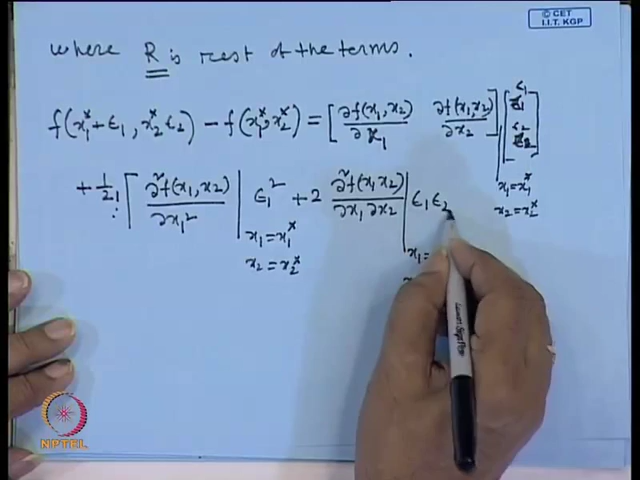 © CET
I.I.T. KGP
where R is rest of the terms.
f(x₁* + ϵ₁, x₂* ϵ₂) − f(x₁*, x₂*) = [∂f(x₁, x₂)/∂x₁ ∂f(x₁, x₂)/∂x₂] [ϵ₁ ϵ₂]
x₁ = x₁*
x₂ = x₂*
+ 1/2! [∂²f(x₁, x₂)/∂x₁² | ϵ₁² + 2 ∂²f(x₁ x₂)/∂x₁ ∂x₂ | ϵ₁ ϵ₂
x₁ = x₁* x₁ =
x₂ = x₂*
NPTEL